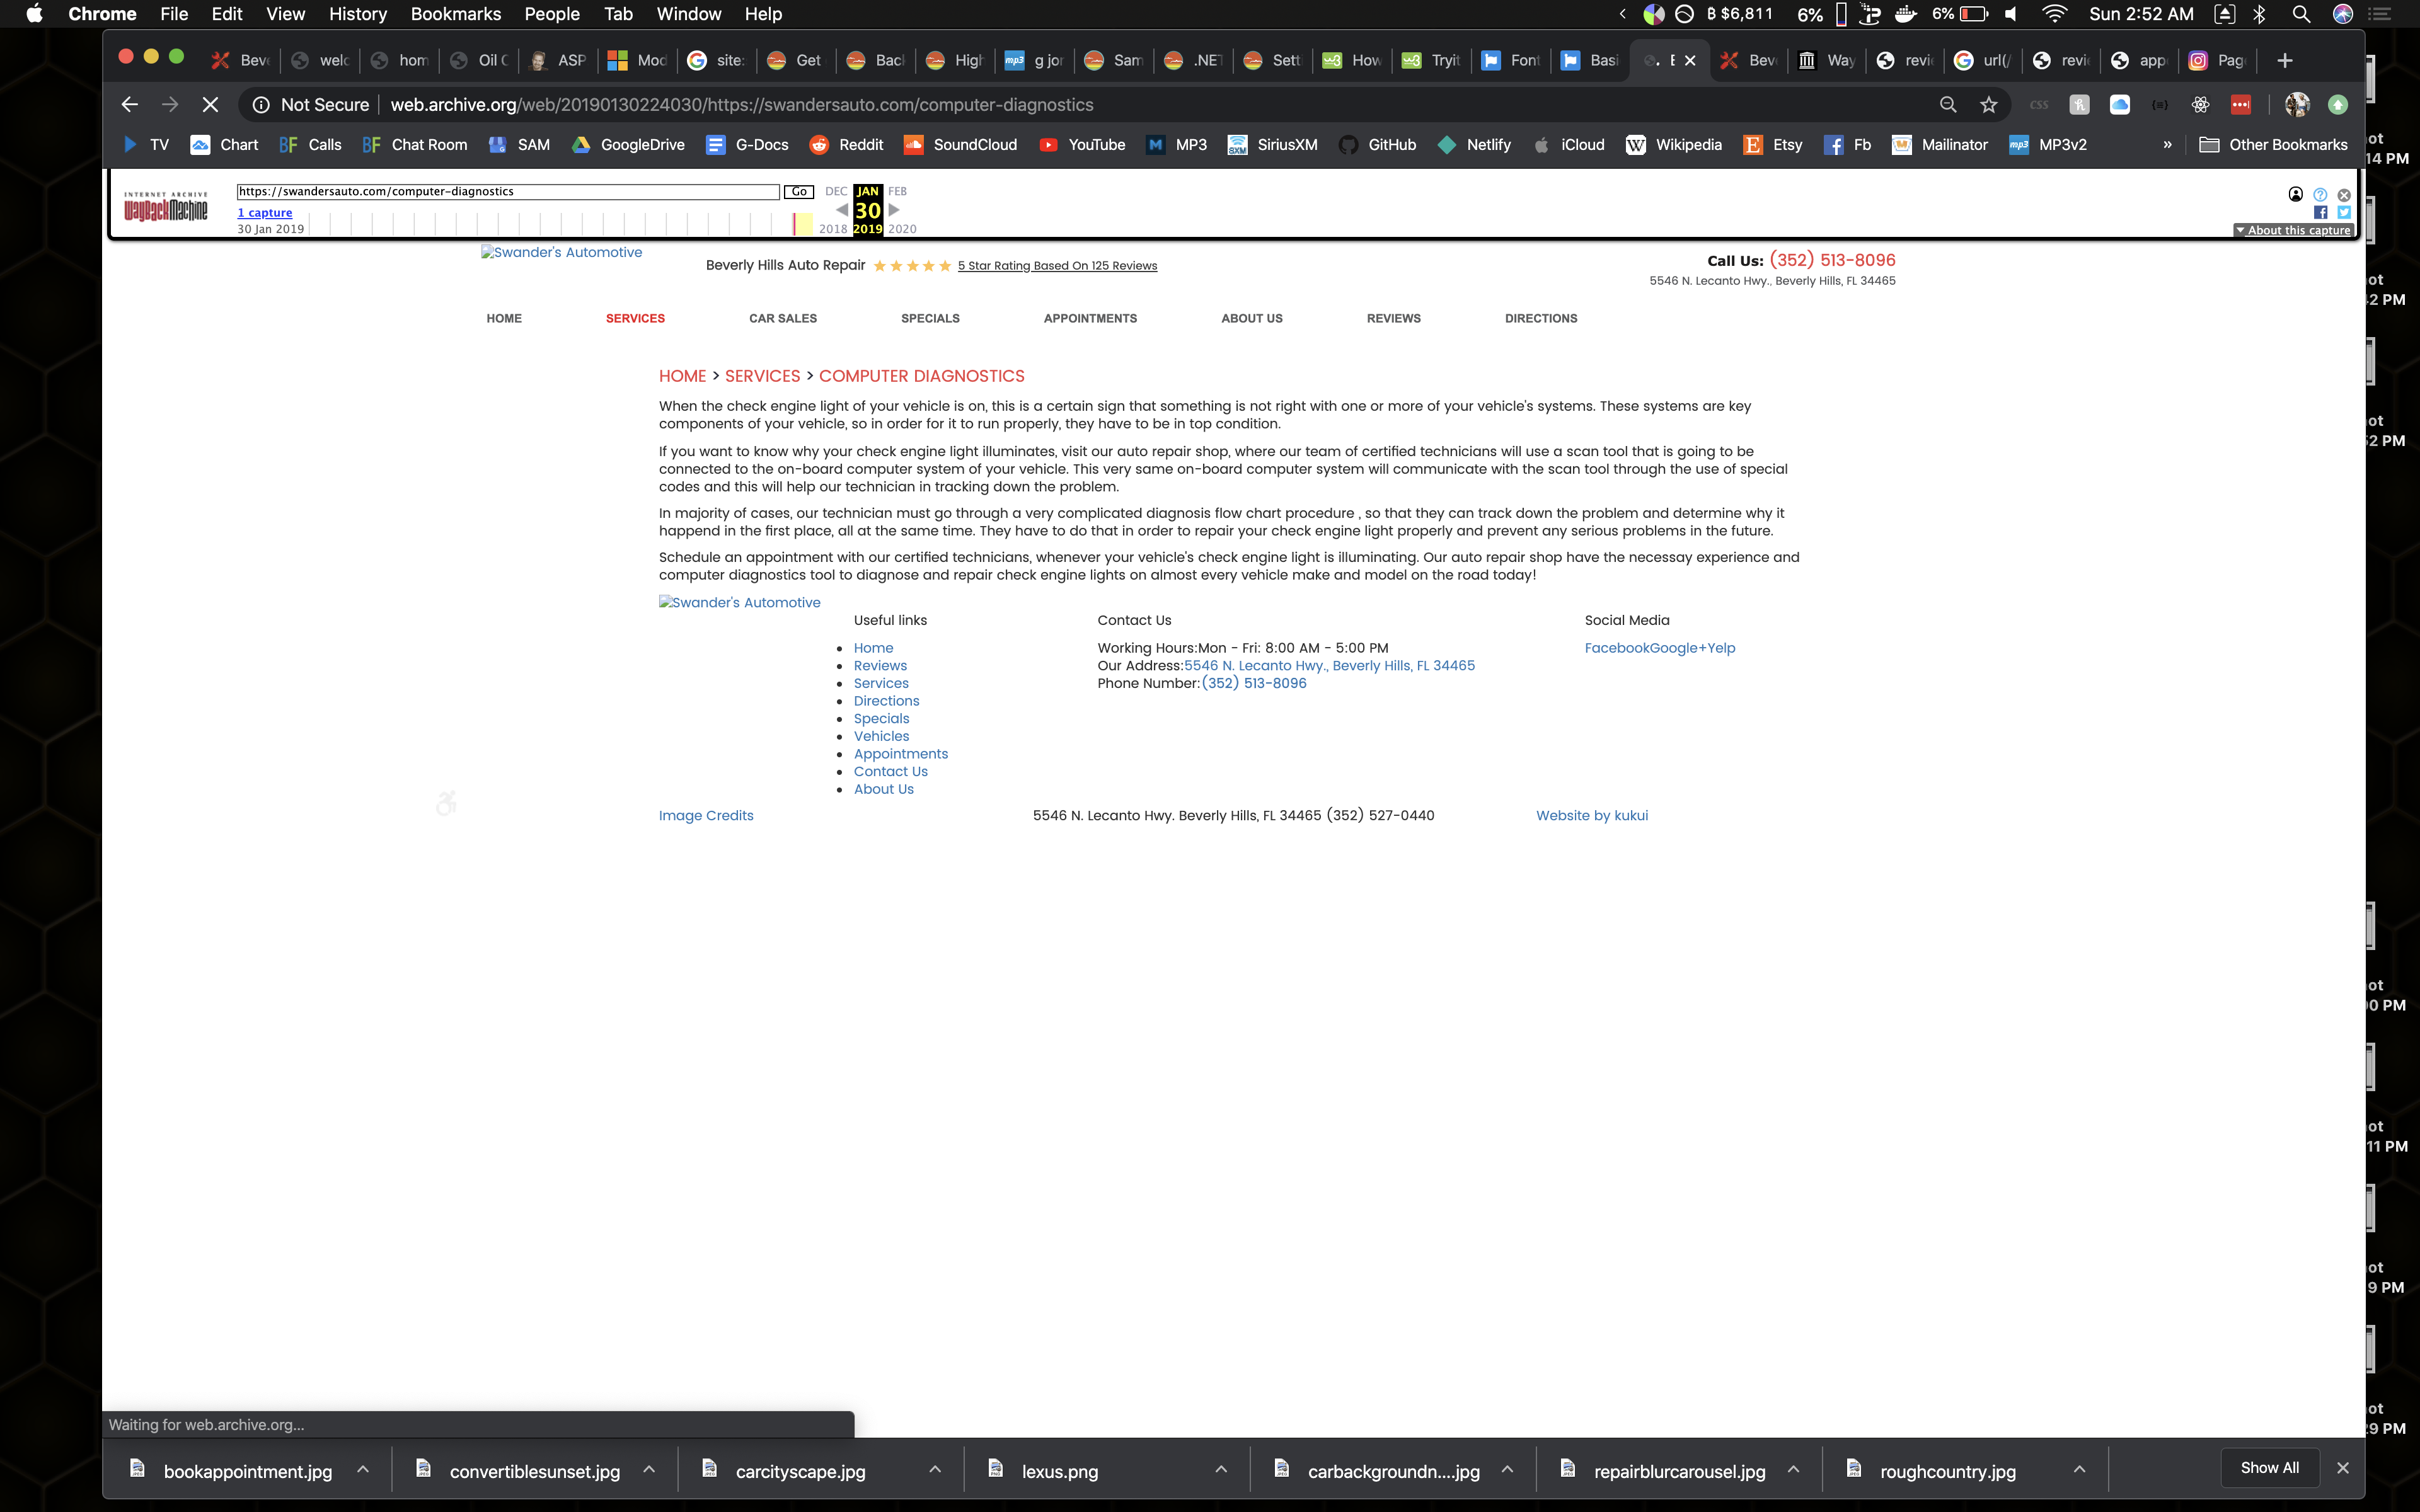 Chrome File Edit View History Bookmarks People Tab Window Help ฿ $6,811 6% 6% Sun 2:52 AM
Beve welc hom Oil C ASP Mod site: Get Bac High g jor Sam .NET Sett How Tryit Font Basi E Beve Way revie url(/ revie app Page
Not Secure web.archive.org/web/20190130224030/https://swandersauto.com/computer-diagnostics
TV Chart Calls Chat Room SAM GoogleDrive G-Docs Reddit SoundCloud YouTube MP3 SiriusXM GitHub Netlify iCloud Wikipedia Etsy Fb Mailinator MP3v2 » Other Bookmarks
INTERNET ARCHIVE
WayBackMachine
https://swandersauto.com/computer-diagnostics Go DEC JAN FEB
1 capture 30
30 Jan 2019 2018 2019 2020 About this capture
Swander's Automotive
Beverly Hills Auto Repair 5 Star Rating Based On 125 Reviews
Call Us: (352) 513-8096
5546 N. Lecanto Hwy., Beverly Hills, FL 34465
HOME SERVICES CAR SALES SPECIALS APPOINTMENTS ABOUT US REVIEWS DIRECTIONS
HOME > SERVICES > COMPUTER DIAGNOSTICS
When the check engine light of your vehicle is on, this is a certain sign that something is not right with one or more of your vehicle's systems. These systems are key
components of your vehicle, so in order for it to run properly, they have to be in top condition.
If you want to know why your check engine light illuminates, visit our auto repair shop, where our team of certified technicians will use a scan tool that is going to be
connected to the on-board computer system of your vehicle. This very same on-board computer system will communicate with the scan tool through the use of special
codes and this will help our technician in tracking down the problem.
In majority of cases, our technician must go through a very complicated diagnosis flow chart procedure , so that they can track down the problem and determine why it
happend in the first place, all at the same time. They have to do that in order to repair your check engine light properly and prevent any serious problems in the future.
Schedule an appointment with our certified technicians, whenever your vehicle's check engine light is illuminating. Our auto repair shop have the necessay experience and
computer diagnostics tool to diagnose and repair check engine lights on almost every vehicle make and model on the road today!
Swander's Automotive
Useful links
Home
Reviews
Services
Directions
Specials
Vehicles
Appointments
Contact Us
About Us
Contact Us
Working Hours:Mon - Fri: 8:00 AM - 5:00 PM
Our Address:5546 N. Lecanto Hwy., Beverly Hills, FL 34465
Phone Number:(352) 513-8096
Social Media
FacebookGoogle+Yelp
Image Credits 5546 N. Lecanto Hwy. Beverly Hills, FL 34465 (352) 527-0440 Website by kukui
Waiting for web.archive.org...
bookappointment.jpg convertiblesunset.jpg carcityscape.jpg lexus.png carbackgroundn....jpg repairblurcarousel.jpg roughcountry.jpg Show All